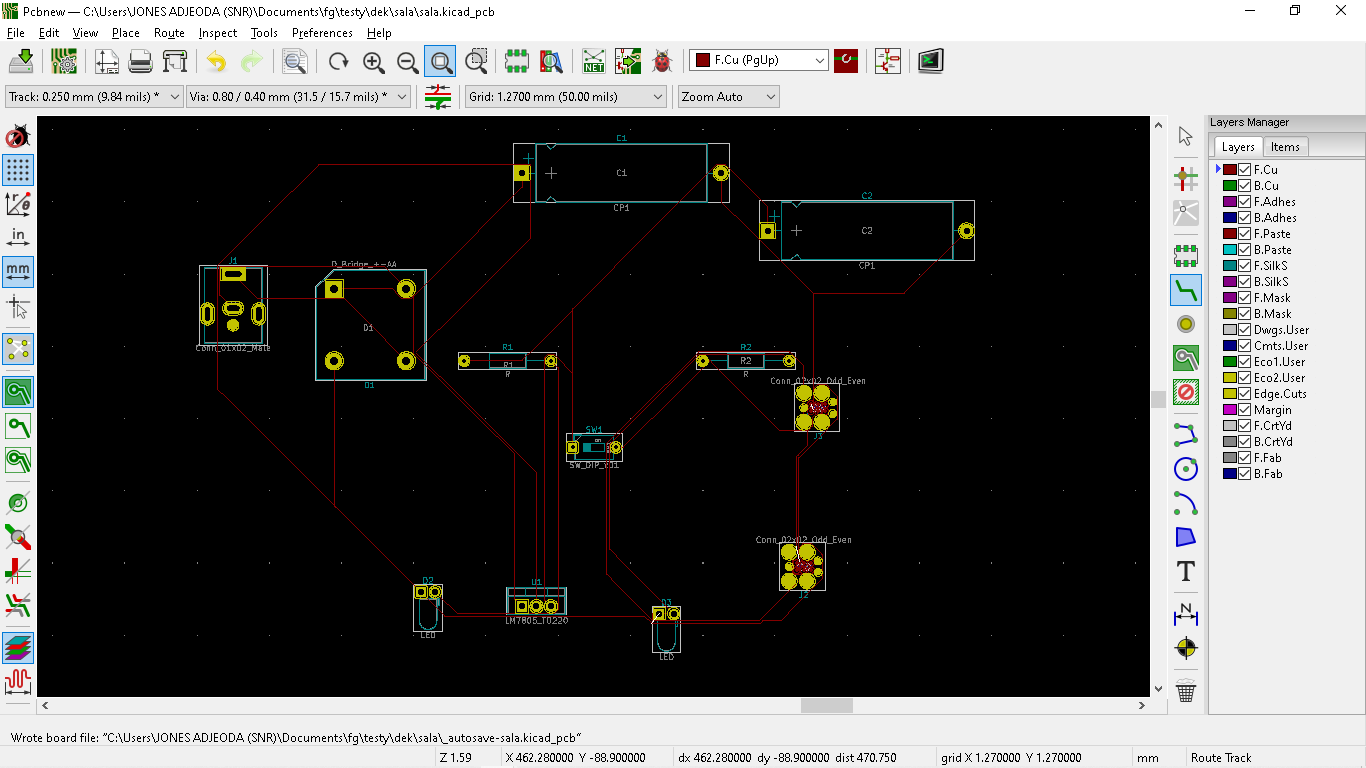 Pcbnew — C:\Users\JONES ADJEODA (SNR)\Documents\fg\testy\dek\sala\sala.kicad_pcb
File Edit View Place Route Inspect Tools Preferences Help
NET F.Cu (PgUp)
Track: 0.250 mm (9.84 mils) * Via: 0.80 / 0.40 mm (31.5 / 15.7 mils) * Grid: 1.2700 mm (50.00 mils) Zoom Auto
Layers Manager
Layers Items
F.Cu
B.Cu
F.Adhes
B.Adhes
F.Paste
B.Paste
F.SilkS
B.SilkS
F.Mask
B.Mask
Dwgs.User
Cmts.User
Eco1.User
Eco2.User
Edge.Cuts
Margin
F.CrtYd
B.CrtYd
F.Fab
B.Fab
in
mm
T
N
C1
C1
CP1
C2
C2
CP1
J1
Conn_01x02_Male
D_Bridge_+-AA
D1
D1
R1
R1
R
R2
R2
R
Conn_02x02_Odd_Even
J3
SW1
on
SW_DIP_x01
Conn_02x02_Odd_Even
J2
D2
LED
U1
LM7805_TO220
D3
LED
Wrote board file: "C:\Users\JONES ADJEODA (SNR)\Documents\fg\testy\dek\sala\_autosave-sala.kicad_pcb"
Z 1.59 X 462.280000 Y -88.900000 dx 462.280000 dy -88.900000 dist 470.750 grid X 1.270000 Y 1.270000 mm Route Track